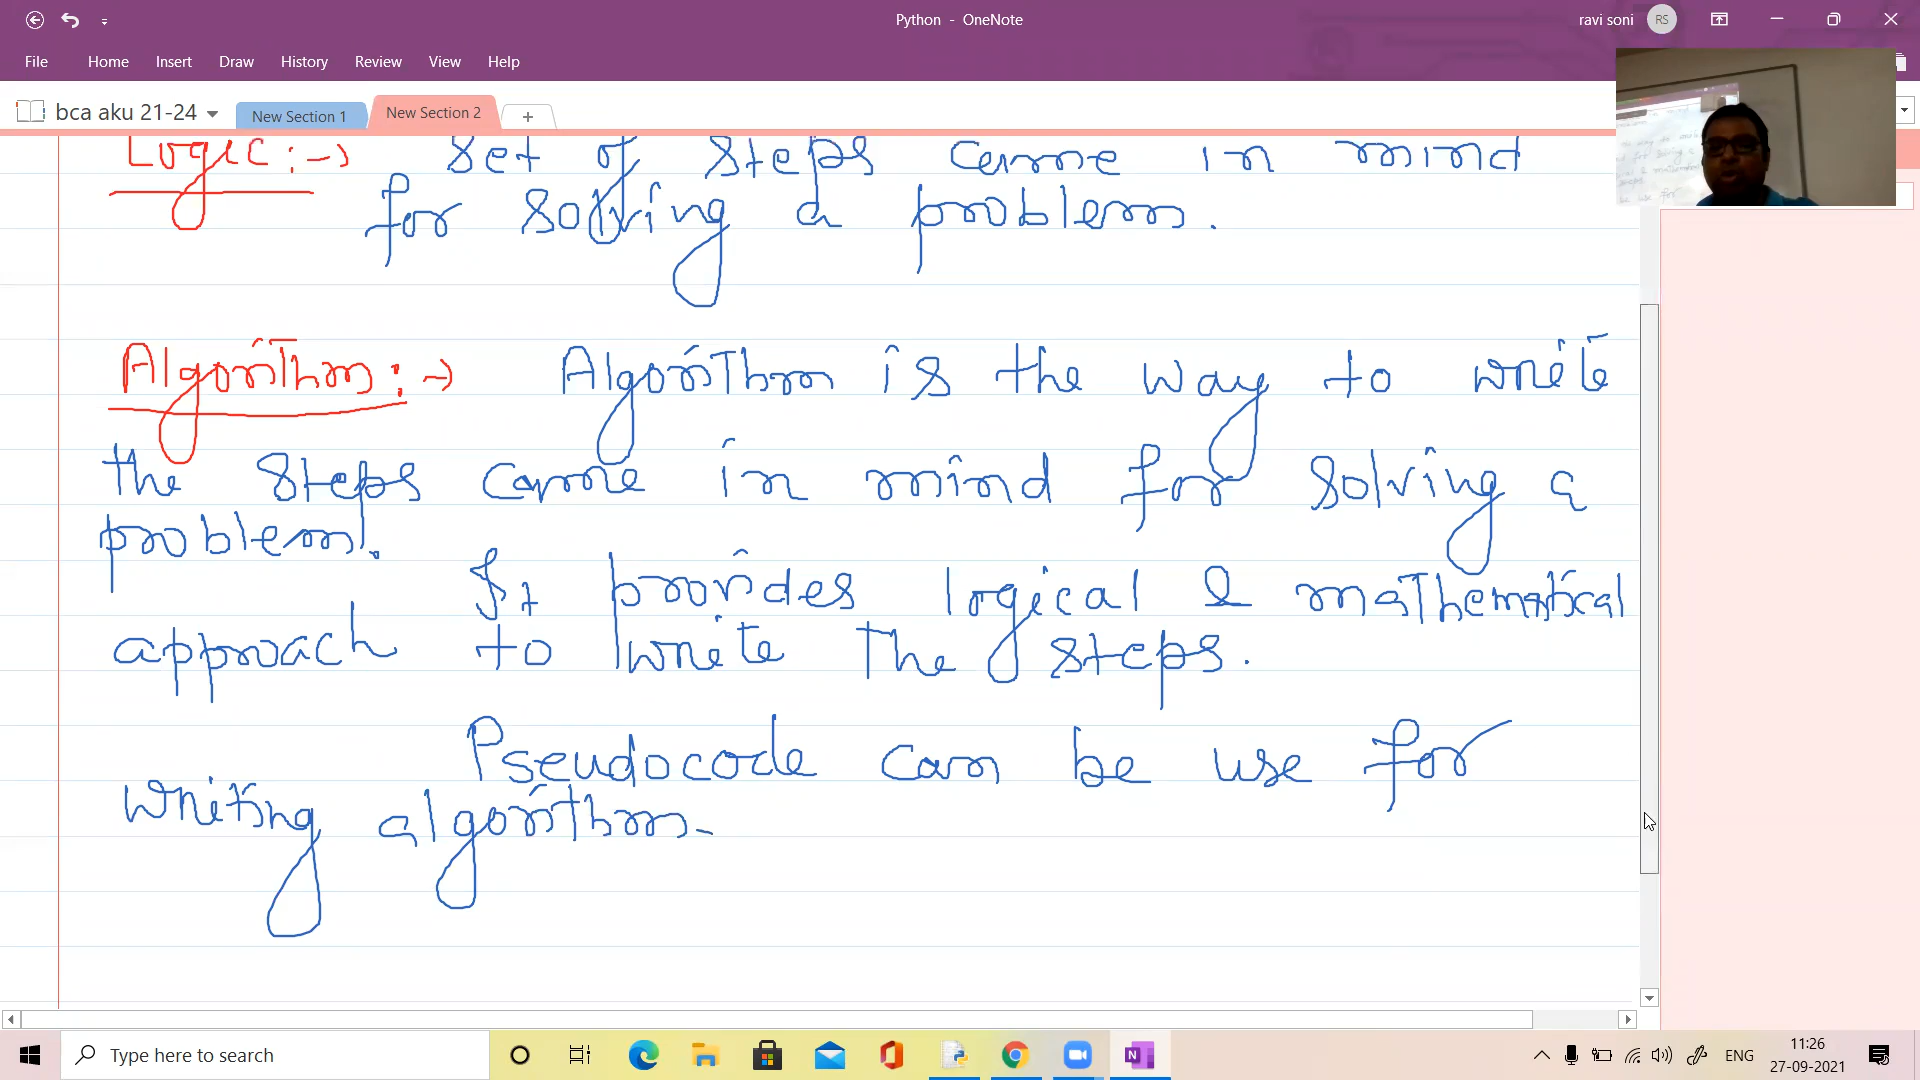 Python - OneNote
ravi soni RS
File Home Insert Draw History Review View Help
bca aku 21-24 New Section 1 New Section 2 +
Logic :→ Set of steps came in mind
for solving a problem.
Algorithm :→ Algorithm is the way to write
the steps came in mind for solving a
problem.
It provides logical & mathematical
approach to write the steps.
Pseudocode can be use for
writing algorithm.
Type here to search
ENG
11:26
27-09-2021